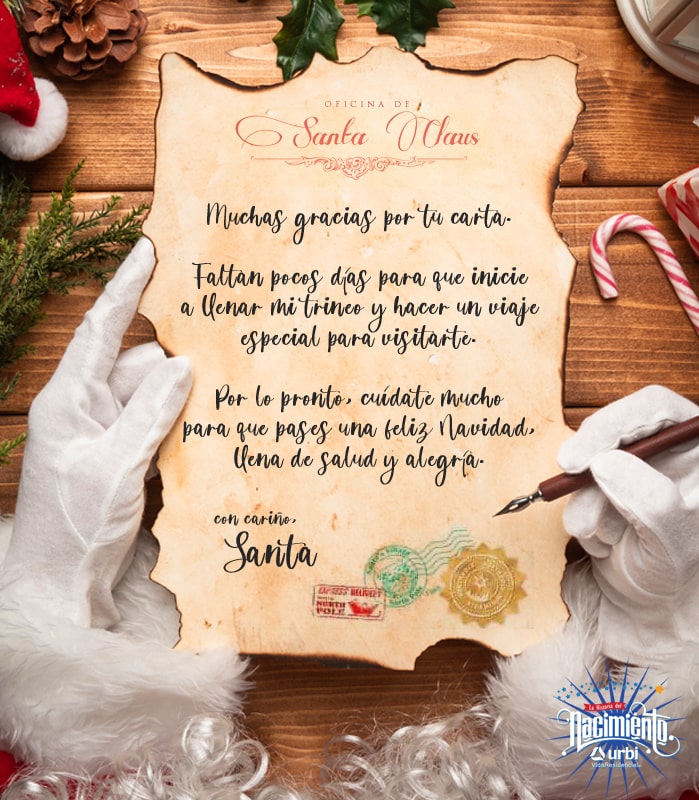 OFICINA DE
Santa Claus
Muchas gracias por tu carta.
Faltan pocos días para que inicie
a llenar mi trineo y hacer un viaje
especial para visitarte.
Por lo pronto, cuídate mucho
para que pases una feliz Navidad,
llena de salud y alegría.
con cariño,
Santa
EXPRESS DELIVERY
NORTH
POLE
La Historia del
Nacimiento
urbi
VidaResidencial